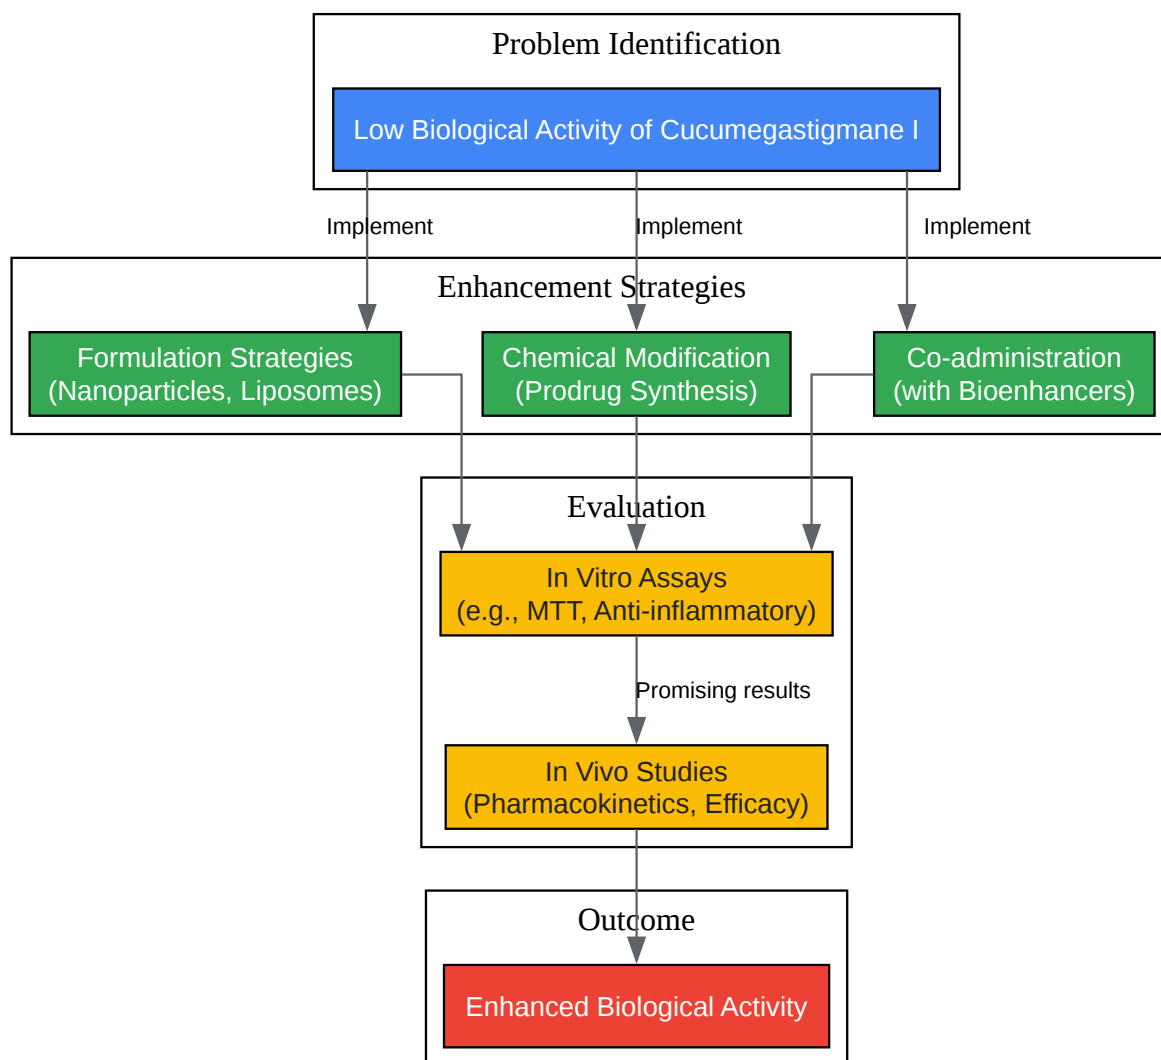 Problem Identification
Low Biological Activity of Cucumegastigmane I
Implement
Implement
Implement
Enhancement Strategies
Formulation Strategies
(Nanoparticles, Liposomes)
Chemical Modification
(Prodrug Synthesis)
Co-administration
(with Bioenhancers)
Evaluation
In Vitro Assays
(e.g., MTT, Anti-inflammatory)
Promising results
In Vivo Studies
(Pharmacokinetics, Efficacy)
Outcome
Enhanced Biological Activity